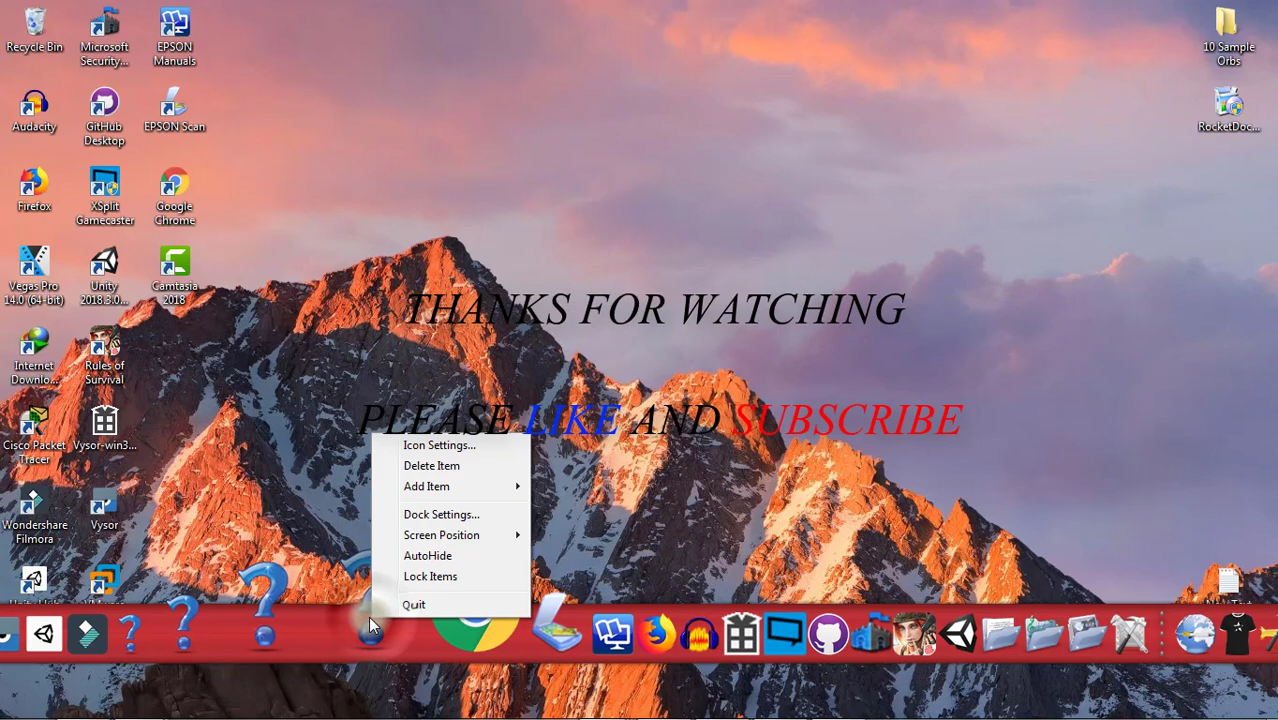 Recycle Bin
Microsoft
Security...
EPSON
Manuals
10 Sample
Orbs
Audacity
GitHub
Desktop
EPSON Scan
RocketDoc...
Firefox
XSplit
Gamecaster
Google
Chrome
Vegas Pro
14.0 (64-bit)
Unity
2018.3.0...
Camtasia
2018
THANKS FOR WATCHING
Internet
Downlo...
Rules of
Survival
PLEASE LIKE AND SUBSCRIBE
Cisco Packet
Tracer
Vysor-win3...
Icon Settings...
Delete Item
Add Item
Dock Settings...
Screen Position
AutoHide
Lock Items
Quit
Wondershare
Filmora
Vysor